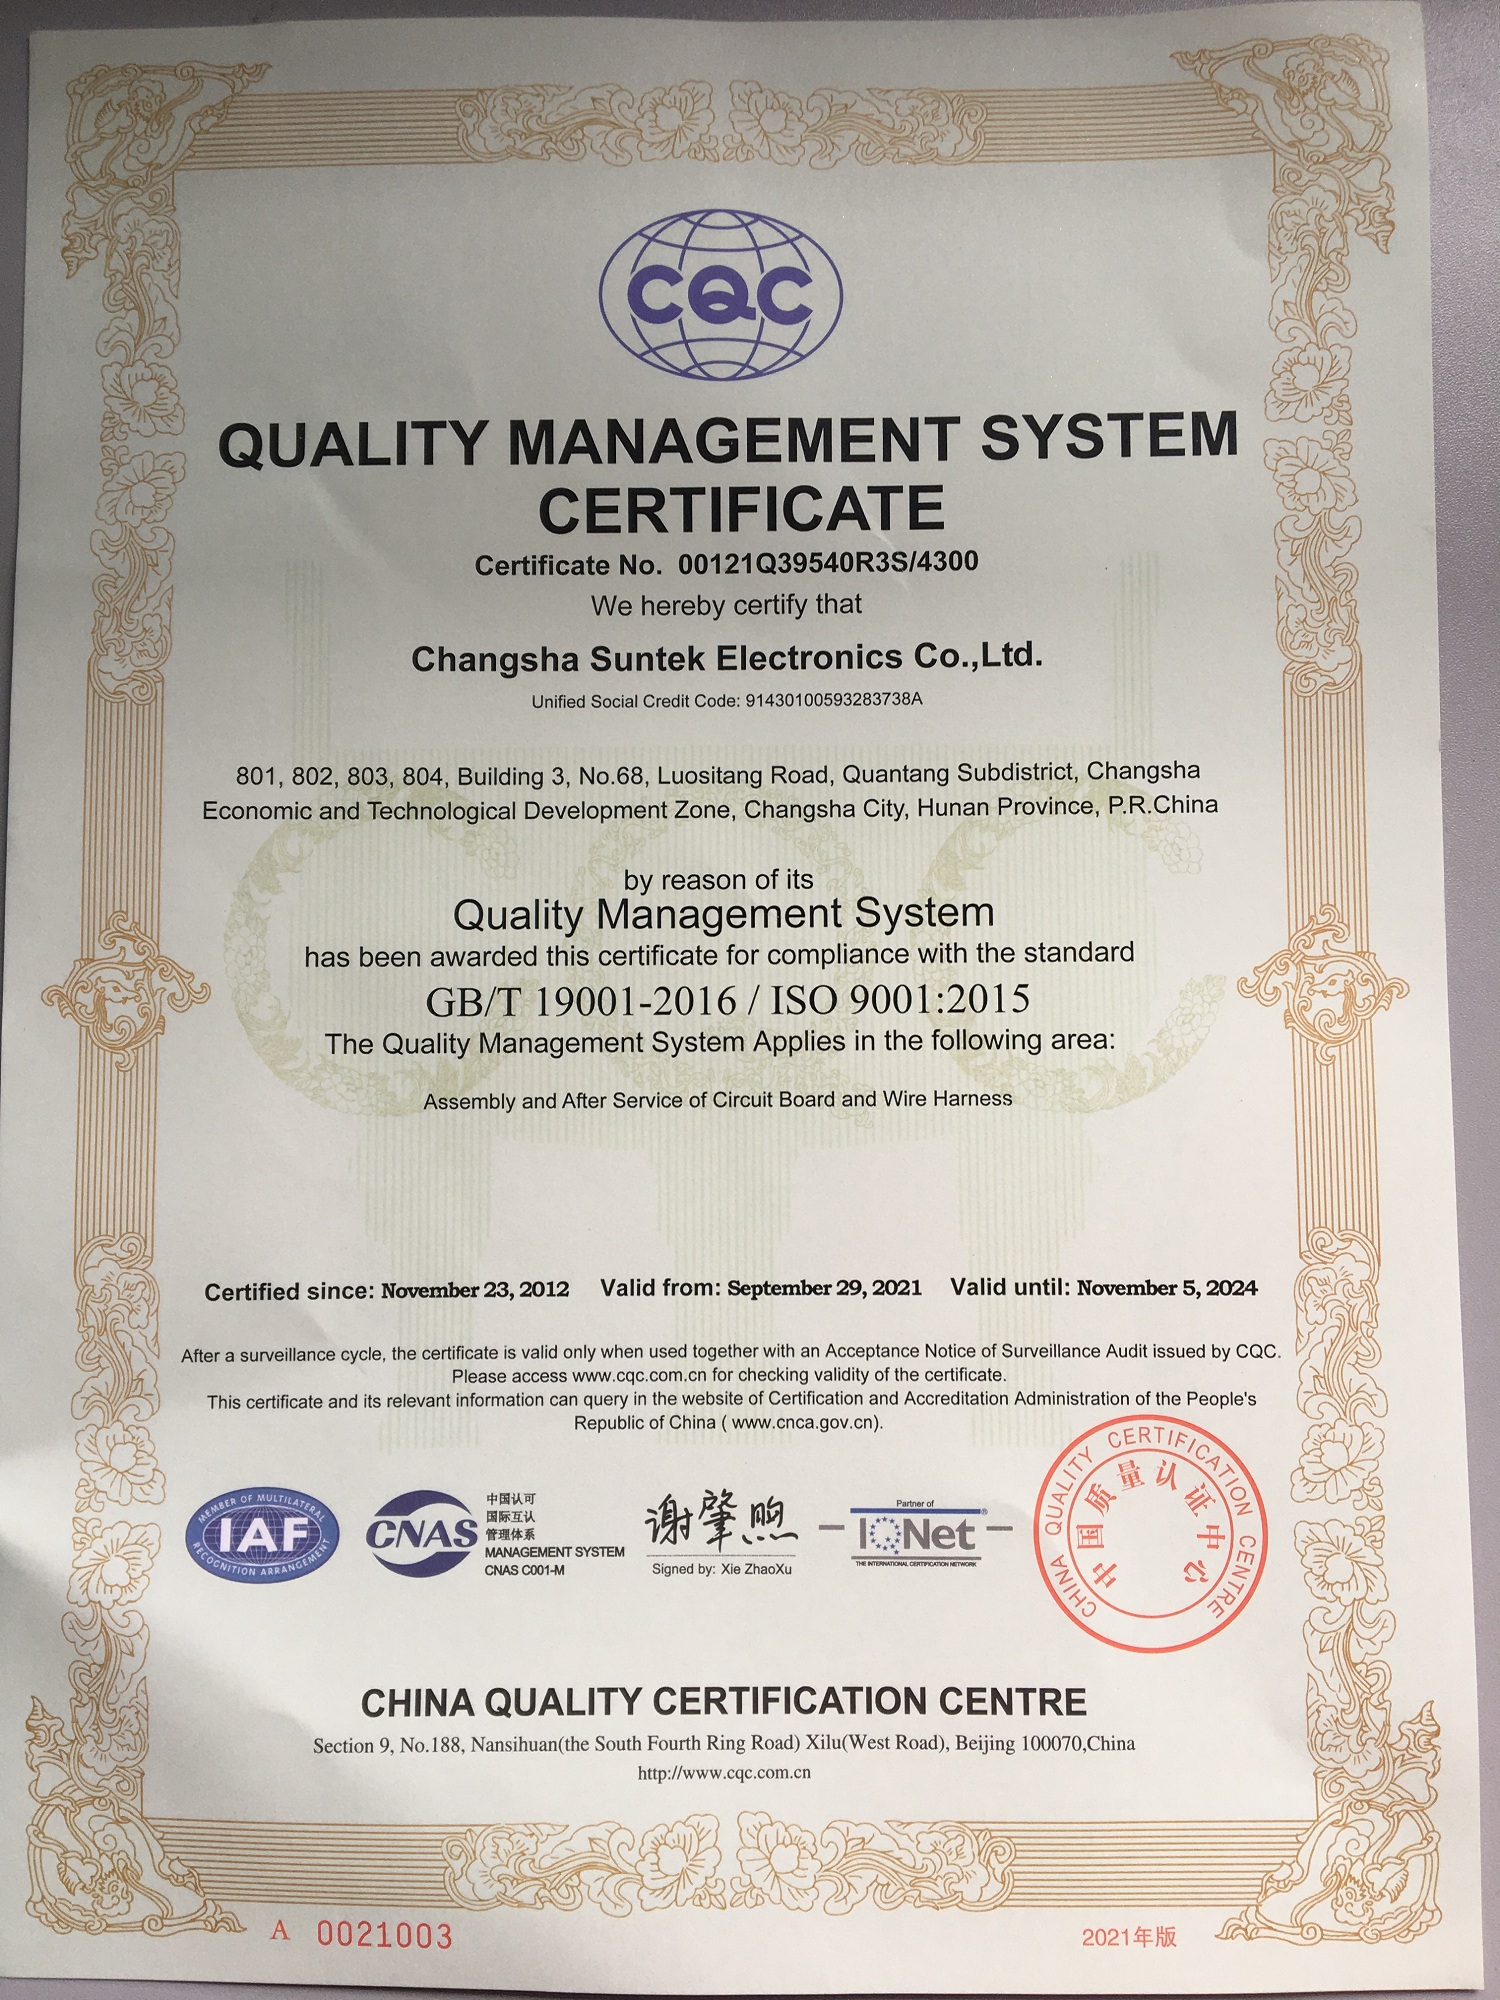 CQC
QUALITY MANAGEMENT SYSTEM
CERTIFICATE
Certificate No. 00121Q39540R3S/4300
We hereby certify that
Changsha Suntek Electronics Co.,Ltd.
Unified Social Credit Code: 91430100593283738A
801, 802, 803, 804, Building 3, No.68, Luositang Road, Quantang Subdistrict, Changsha
Economic and Technological Development Zone, Changsha City, Hunan Province, P.R.China
by reason of its
Quality Management System
has been awarded this certificate for compliance with the standard
GB/T 19001-2016 / ISO 9001:2015
The Quality Management System Applies in the following area:
Assembly and After Service of Circuit Board and Wire Harness
Certified since: November 23, 2012 Valid from: September 29, 2021 Valid until: November 5, 2024
After a surveillance cycle, the certificate is valid only when used together with an Acceptance Notice of Surveillance Audit issued by CQC.
Please access www.cqc.com.cn for checking validity of the certificate.
This certificate and its relevant information can query in the website of Certification and Accreditation Administration of the People's
Republic of China ( www.cnca.gov.cn).
MEMBER OF MULTILATERAL
IAF
RECOGNITION ARRANGEMENT
CNAS
中国认可
国际互认
管理体系
MANAGEMENT SYSTEM
CNAS C001-M
谢肇煦
Signed by: Xie ZhaoXu
Partner of
IQNet®
THE INTERNATIONAL CERTIFICATION NETWORK
CHINA QUALITY CERTIFICATION CENTRE
中国质量认证中心
CHINA QUALITY CERTIFICATION CENTRE
Section 9, No.188, Nansihuan(the South Fourth Ring Road) Xilu(West Road), Beijing 100070,China
http://www.cqc.com.cn
A 0021003
2021年版